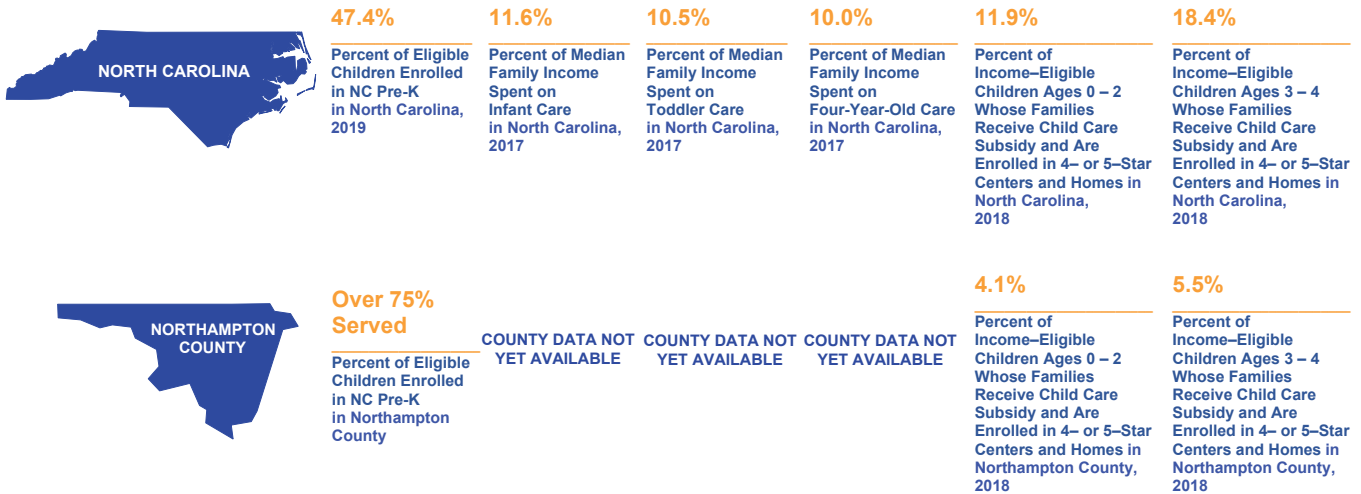 NORTH CAROLINA
47.4%
Percent of Eligible
Children Enrolled
in NC Pre-K
in North Carolina,
2019
11.6%
Percent of Median
Family Income
Spent on
Infant Care
in North Carolina,
2017
10.5%
Percent of Median
Family Income
Spent on
Toddler Care
in North Carolina,
2017
10.0%
Percent of Median
Family Income
Spent on
Four-Year-Old Care
in North Carolina,
2017
11.9%
Percent of
Income–Eligible
Children Ages 0 – 2
Whose Families
Receive Child Care
Subsidy and Are
Enrolled in 4– or 5–Star
Centers and Homes in
North Carolina,
2018
18.4%
Percent of
Income–Eligible
Children Ages 3 – 4
Whose Families
Receive Child Care
Subsidy and Are
Enrolled in 4– or 5–Star
Centers and Homes in
North Carolina,
2018
NORTHAMPTON
COUNTY
Over 75%
Served
Percent of Eligible
Children Enrolled
in NC Pre-K
in Northampton
County
COUNTY DATA NOT
YET AVAILABLE
COUNTY DATA NOT
YET AVAILABLE
COUNTY DATA NOT
YET AVAILABLE
4.1%
Percent of
Income–Eligible
Children Ages 0 – 2
Whose Families
Receive Child Care
Subsidy and Are
Enrolled in 4– or 5–Star
Centers and Homes in
Northampton County,
2018
5.5%
Percent of
Income–Eligible
Children Ages 3 – 4
Whose Families
Receive Child Care
Subsidy and Are
Enrolled in 4– or 5–Star
Centers and Homes in
Northampton County,
2018